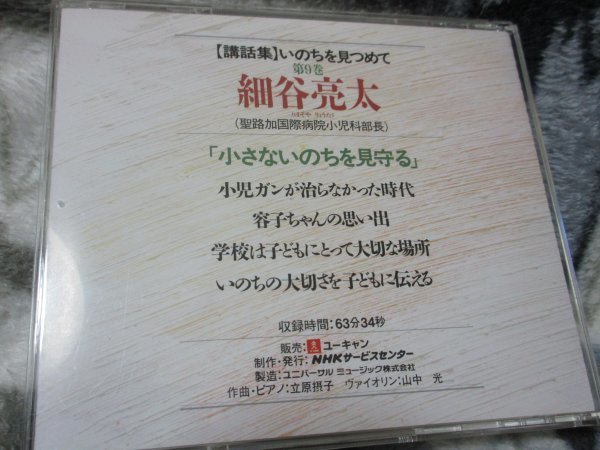 【講話集】いのちを見つめて
第9巻
細谷亮太
ほそや りょうた
(聖路加国際病院小児科部長)
「小さないのちを見守る」
小児ガンが治らなかった時代
容子ちゃんの思い出
学校は子どもにとって大切な場所
いのちの大切さを子どもに伝える
収録時間:63分34秒
販売: ユーキャン
制作・発行: NHKサービスセンター
製造:ユニバーサル ミュージック株式会社
作曲・ピアノ:立原摂子 ヴァイオリン:山中 光